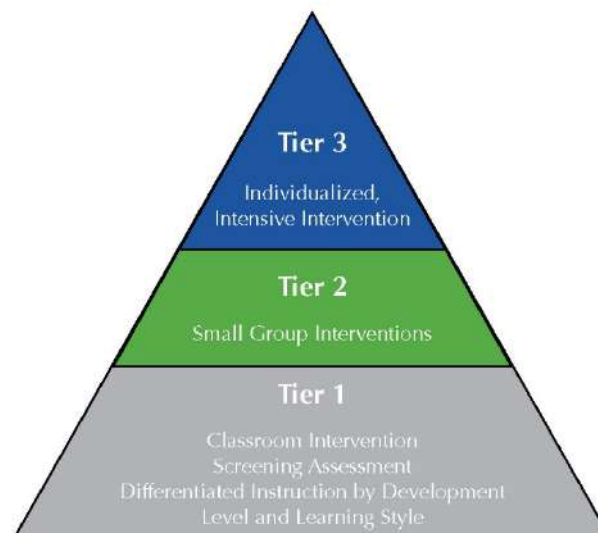 Tier 3
Individualized,
Intensive Intervention
Tier 2
Small Group Interventions
Tier 1
Classroom Intervention
Screening Assessment
Differentiated Instruction by Development
Level and Learning Style